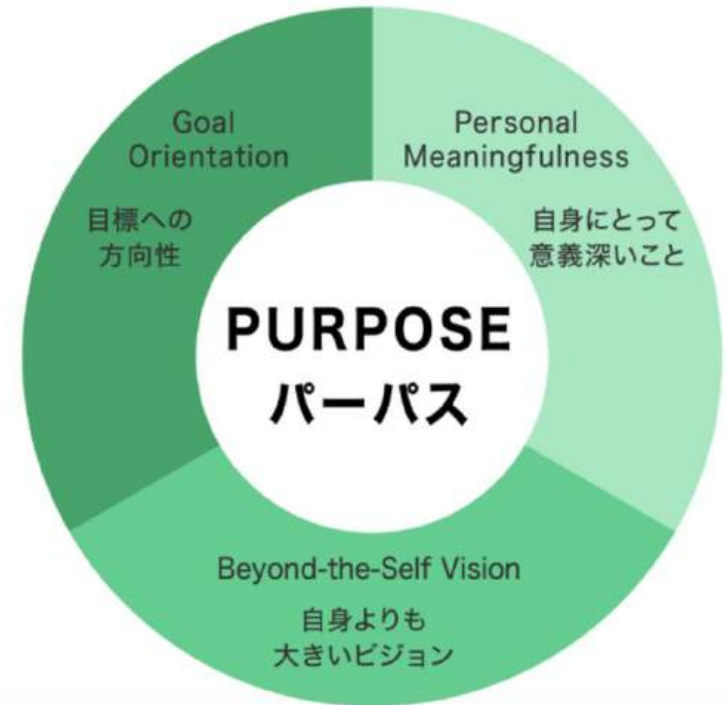 Goal
Orientation
目標への
方向性
Personal
Meaningfulness
自身にとって
意義深いこと
PURPOSE
パーパス
Beyond-the-Self Vision
自身よりも
大きいビジョン